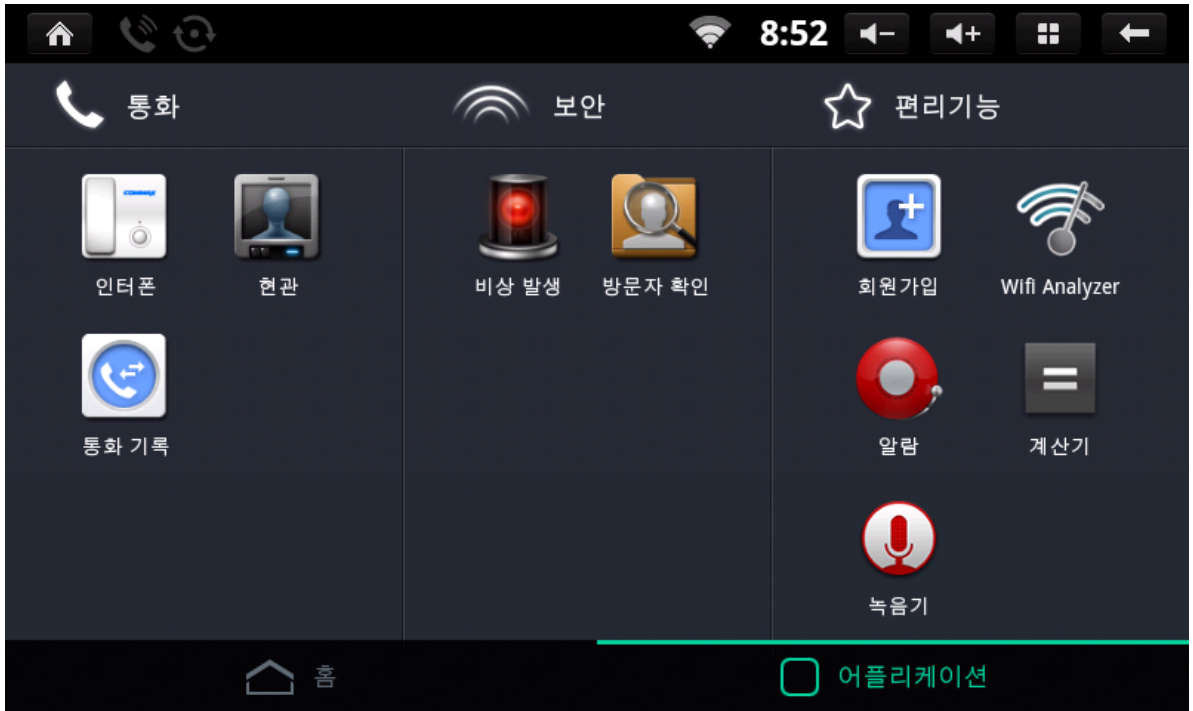 8:52
통화
보안
편리기능
COMMAX
인터폰
현관
비상 발생
방문자 확인
회원가입
Wifi Analyzer
통화 기록
알람
계산기
녹음기
홈
어플리케이션